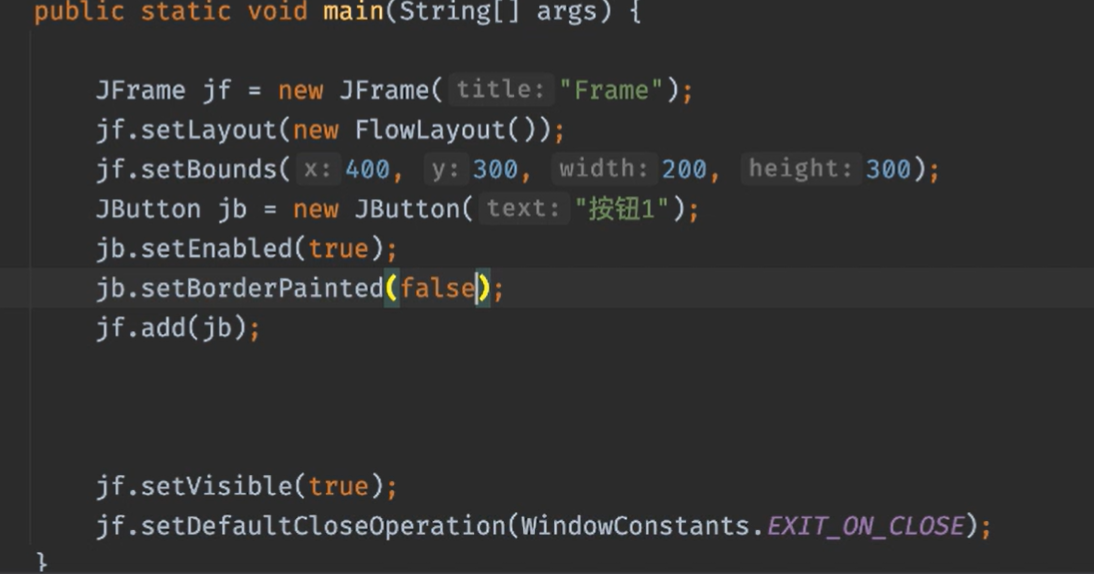 public static void main(String[] args) {
JFrame jf = new JFrame( title: "Frame");
jf.setLayout(new FlowLayout());
jf.setBounds( x: 400, y: 300, width: 200, height: 300);
JButton jb = new JButton( text: "按钮1");
jb.setEnabled(true);
jb.setBorderPainted(false);
jf.add(jb);
jf.setVisible(true);
jf.setDefaultCloseOperation(WindowConstants.EXIT_ON_CLOSE);
}